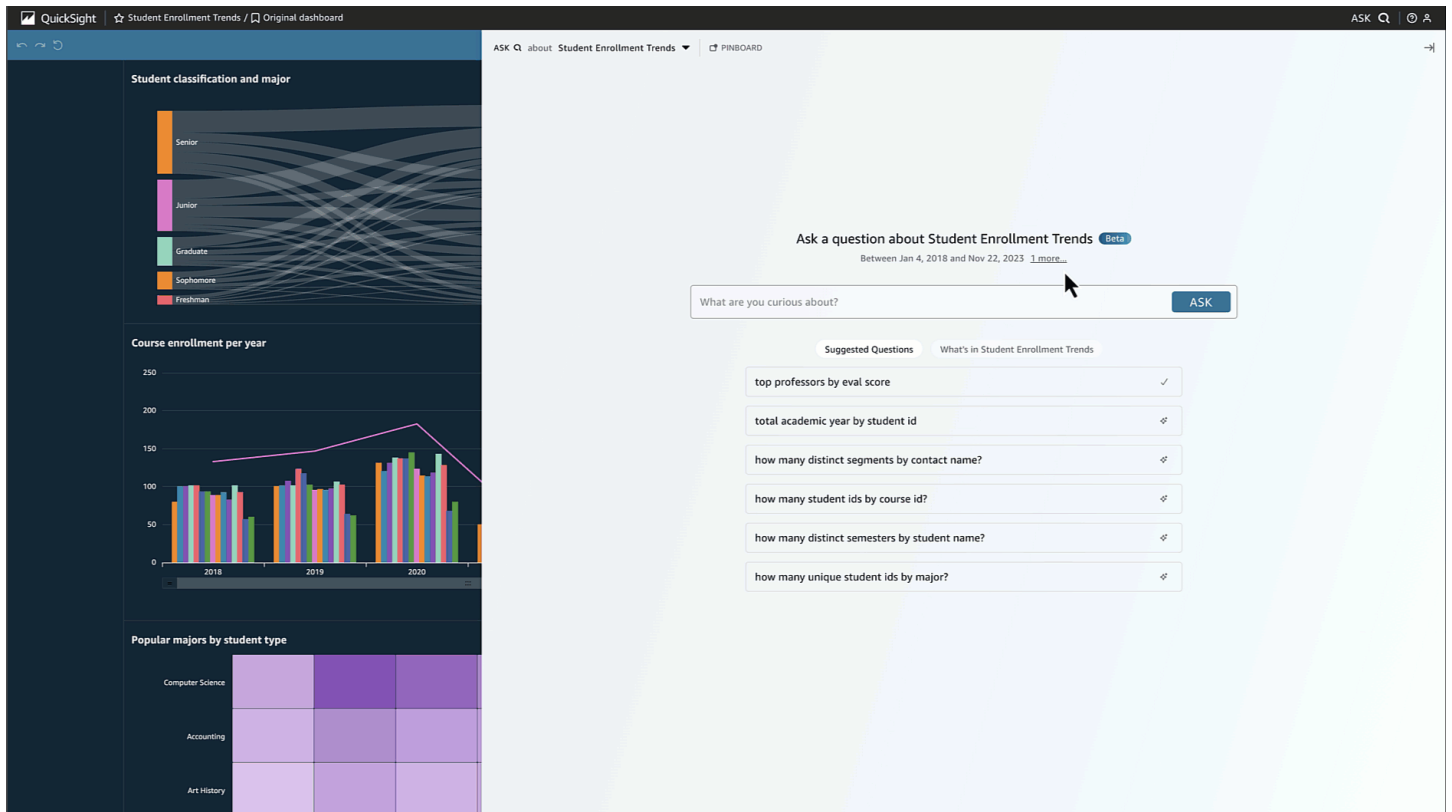 QuickSight Student Enrollment Trends / Original dashboard ASK
ASK about Student Enrollment Trends PINBOARD
Student classification and major
Senior
Junior
Graduate
Sophomore
Freshman
Course enrollment per year
250
200
150
100
50
0
2018 2019 2020
Popular majors by student type
Computer Science
Accounting
Art History
Ask a question about Student Enrollment Trends Beta
Between Jan 4, 2018 and Nov 22, 2023 1 more...
What are you curious about? ASK
Suggested Questions What's in Student Enrollment Trends
top professors by eval score
total academic year by student id
how many distinct segments by contact name?
how many student ids by course id?
how many distinct semesters by student name?
how many unique student ids by major?